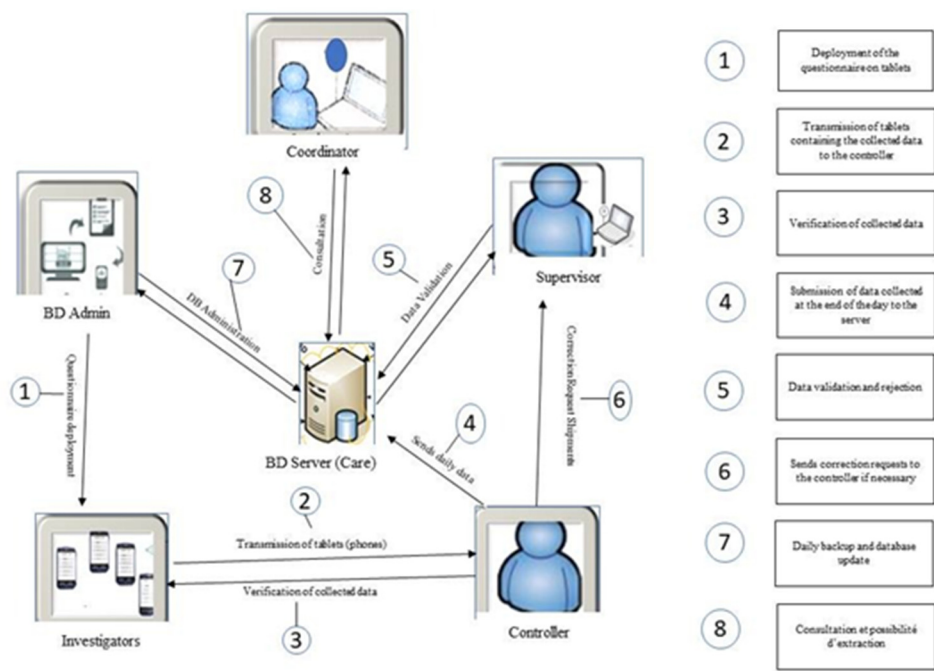 Coordinator
8
Consultation
BD Admin
7
DB Administration
5
Data Validation
Supervisor
1
Questionnaire deployment
BD Server (Care)
4
Sends daily data
6
Correction Request Shipments
2
Transmission of tablets (phones)
Verification of collected data
3
Investigators
Controller
1
Deployment of the
questionnaire on tablets
2
Transmission of tablets
containing the collected data
to the controller
3
Verification of collected data
4
Submission of data collected
at the end of the day to the
server
5
Data validation and rejection
6
Sends correction requests to
the controller if necessary
7
Daily backup and database
update
8
Consultation et possibilité
d'extraction